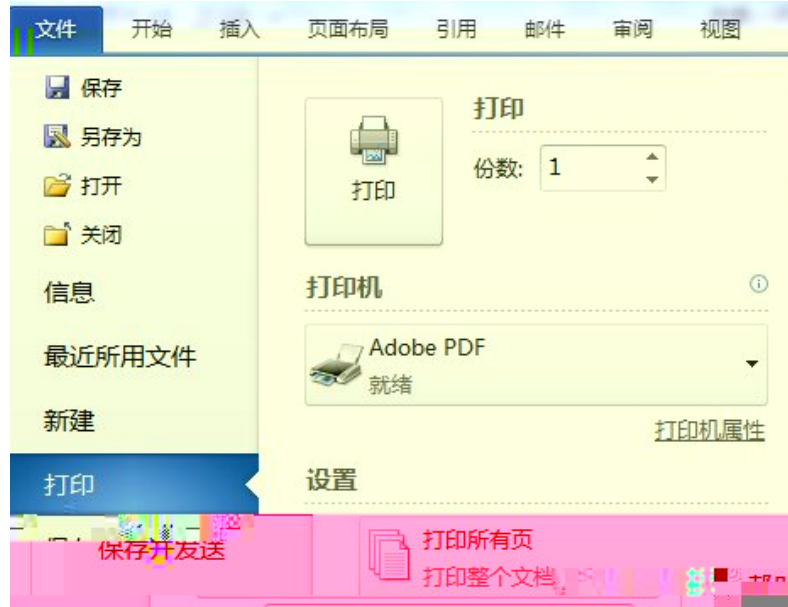 文件 开始 插入 页面布局 引用 邮件 审阅 视图
保存
另存为
打开
关闭
信息
最近所用文件
新建
打印
保存并发送
打印
打印
份数: 1
打印机
Adobe PDF
就绪
打印机属性
设置
打印所有页
打印整个文档